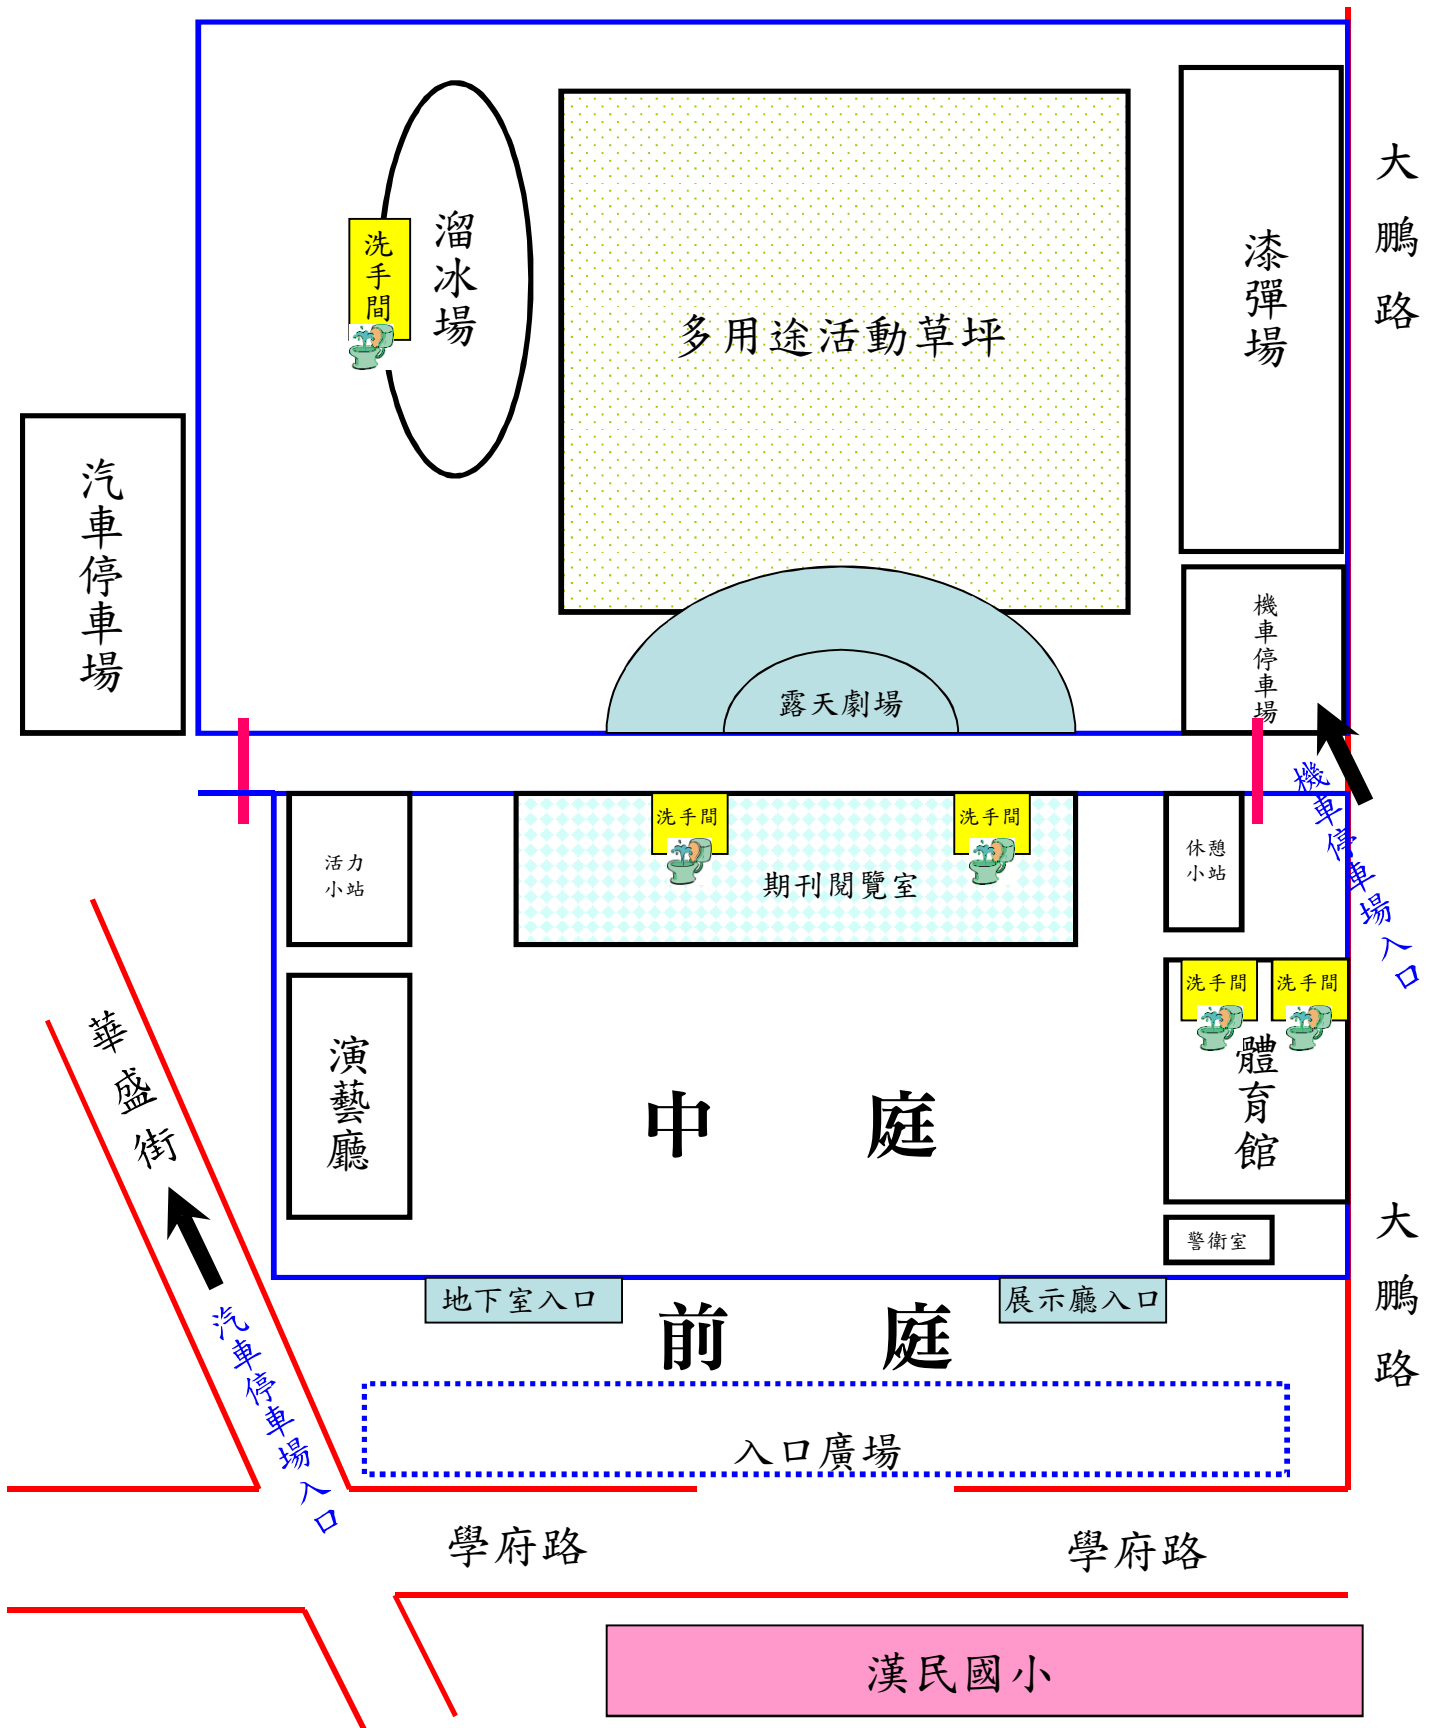 大鵬路
溜冰場
洗手間
漆彈場
多用途活動草坪
汽車停車場
機車停車場
露天劇場
機車停車場入口
洗手間
洗手間
活力
小站
期刊閱覽室
休憩
小站
洗手間
洗手間
體育館
演藝廳
華盛街
中庭
大鵬路
警衛室
地下室入口
展示廳入口
前庭
汽車停車場入口
入口廣場
學府路
學府路
漢民國小